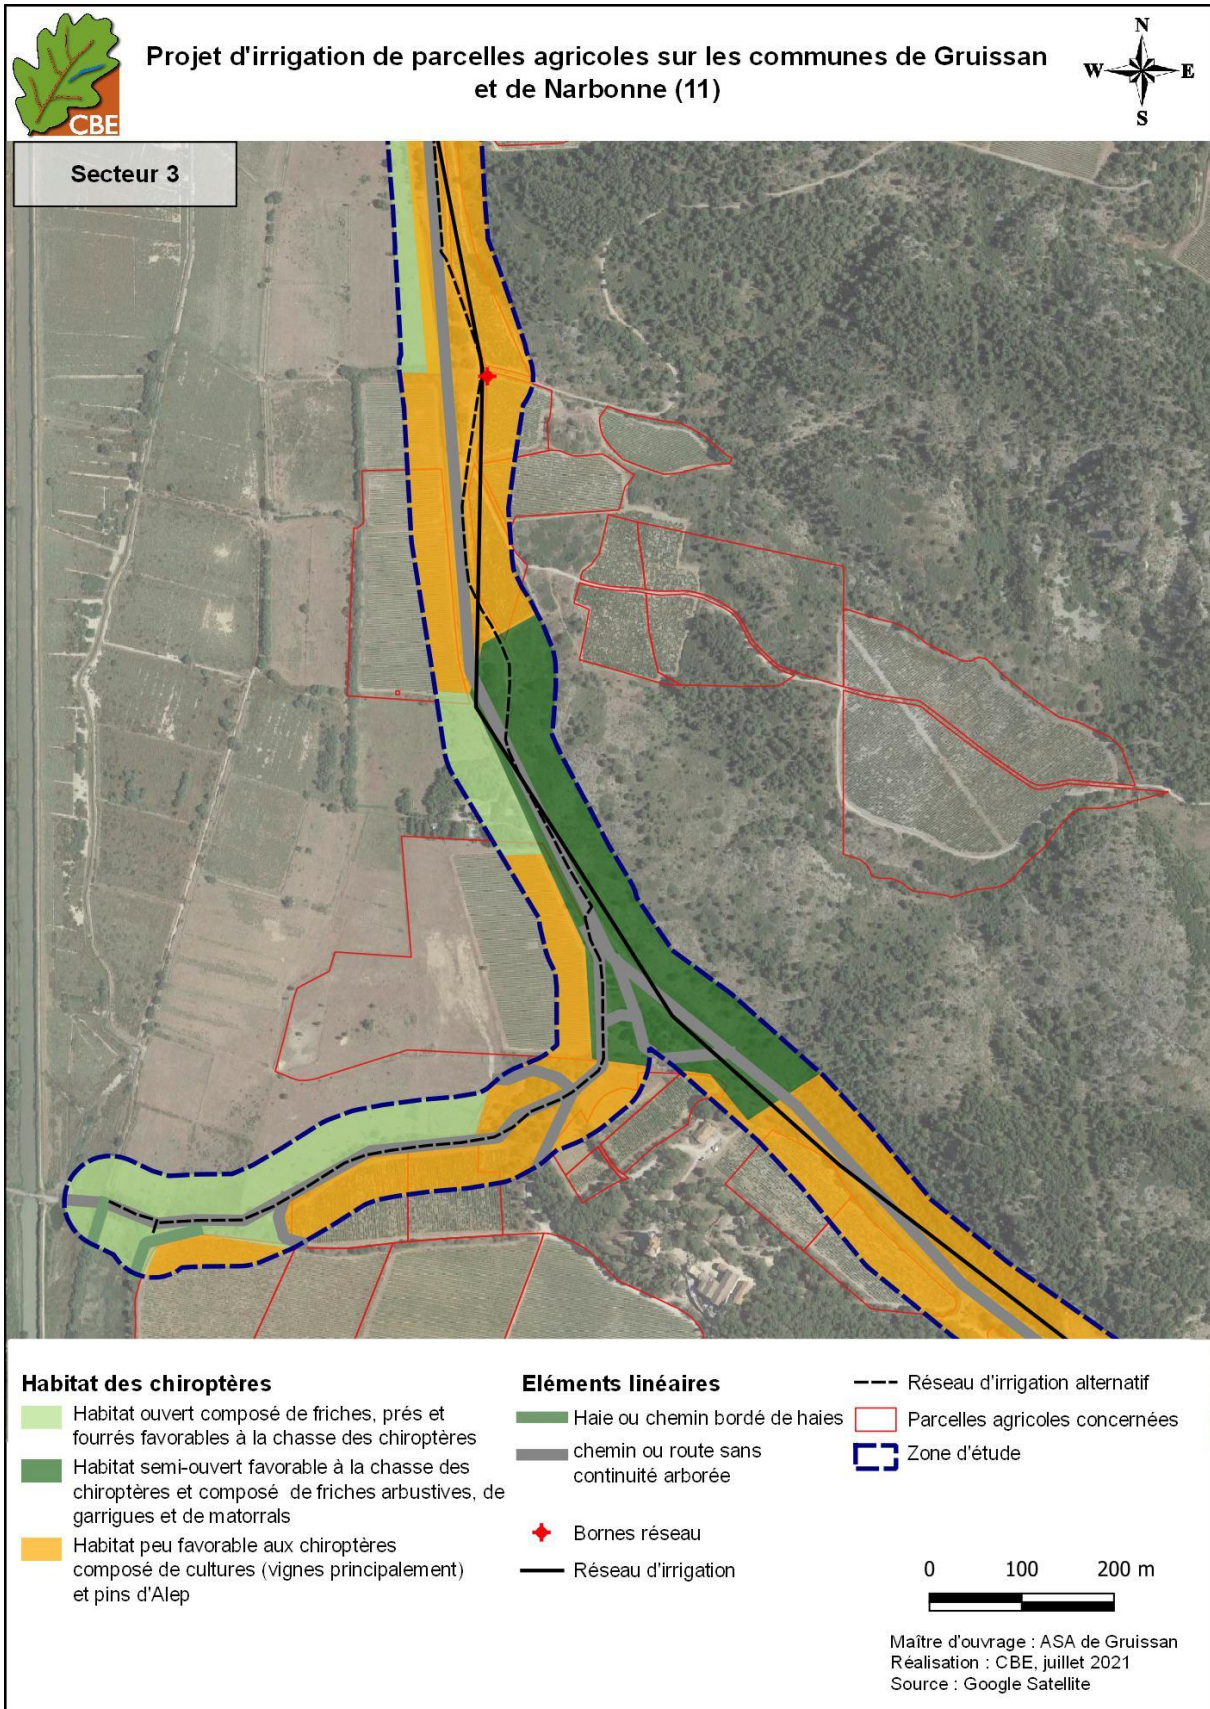 Projet d'irrigation de parcelles agricoles sur les communes de Gruissan
et de Narbonne (11)
CBE
N
W
E
S
Secteur 3
Habitat des chiroptères
Habitat ouvert composé de friches, prés et
fourrés favorables à la chasse des chiroptères
Habitat semi-ouvert favorable à la chasse des
chiroptères et composé de friches arbustives, de
garrigues et de matorrals
Habitat peu favorable aux chiroptères
composé de cultures (vignes principalement)
et pins d'Alep
Eléments linéaires
Haie ou chemin bordé de haies
chemin ou route sans
continuité arborée
Bornes réseau
Réseau d'irrigation
Réseau d'irrigation alternatif
Parcelles agricoles concernées
Zone d'étude
0 100 200 m
Maître d'ouvrage : ASA de Gruissan
Réalisation : CBE, juillet 2021
Source : Google Satellite